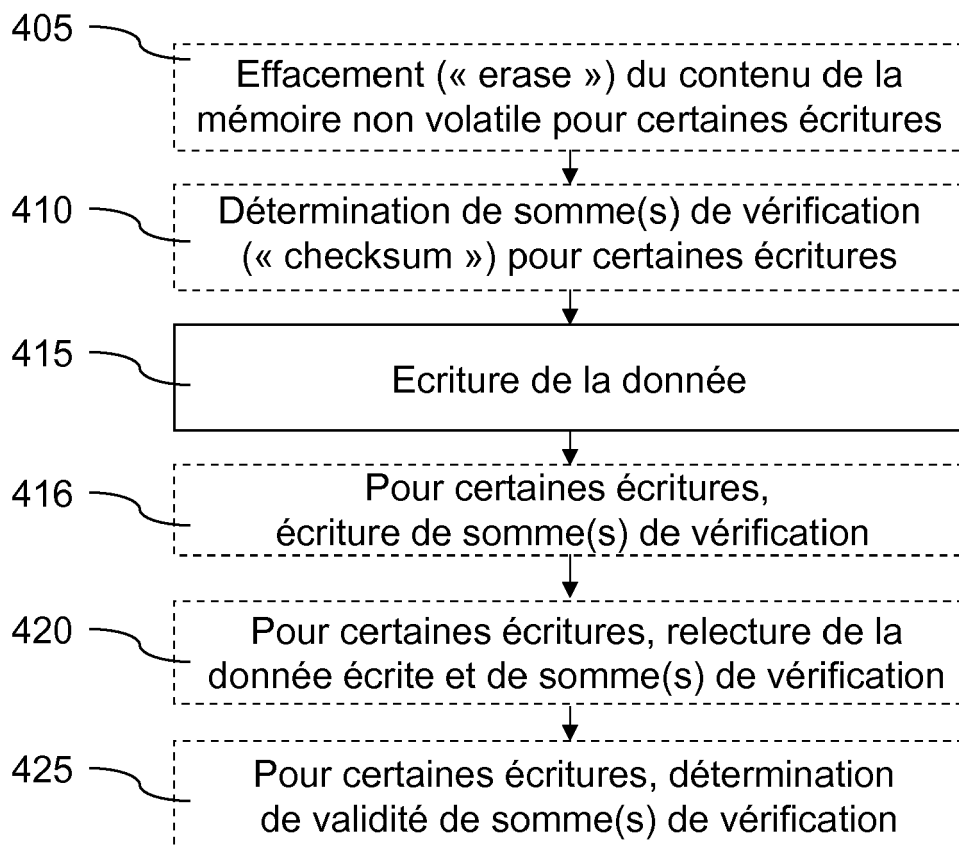 405
Effacement (« erase ») du contenu de la
mémoire non volatile pour certaines écritures
410
Détermination de somme(s) de vérification
(« checksum ») pour certaines écritures
415
Ecriture de la donnée
416
Pour certaines écritures,
écriture de somme(s) de vérification
420
Pour certaines écritures, relecture de la
donnée écrite et de somme(s) de vérification
425
Pour certaines écritures, détermination
de validité de somme(s) de vérification